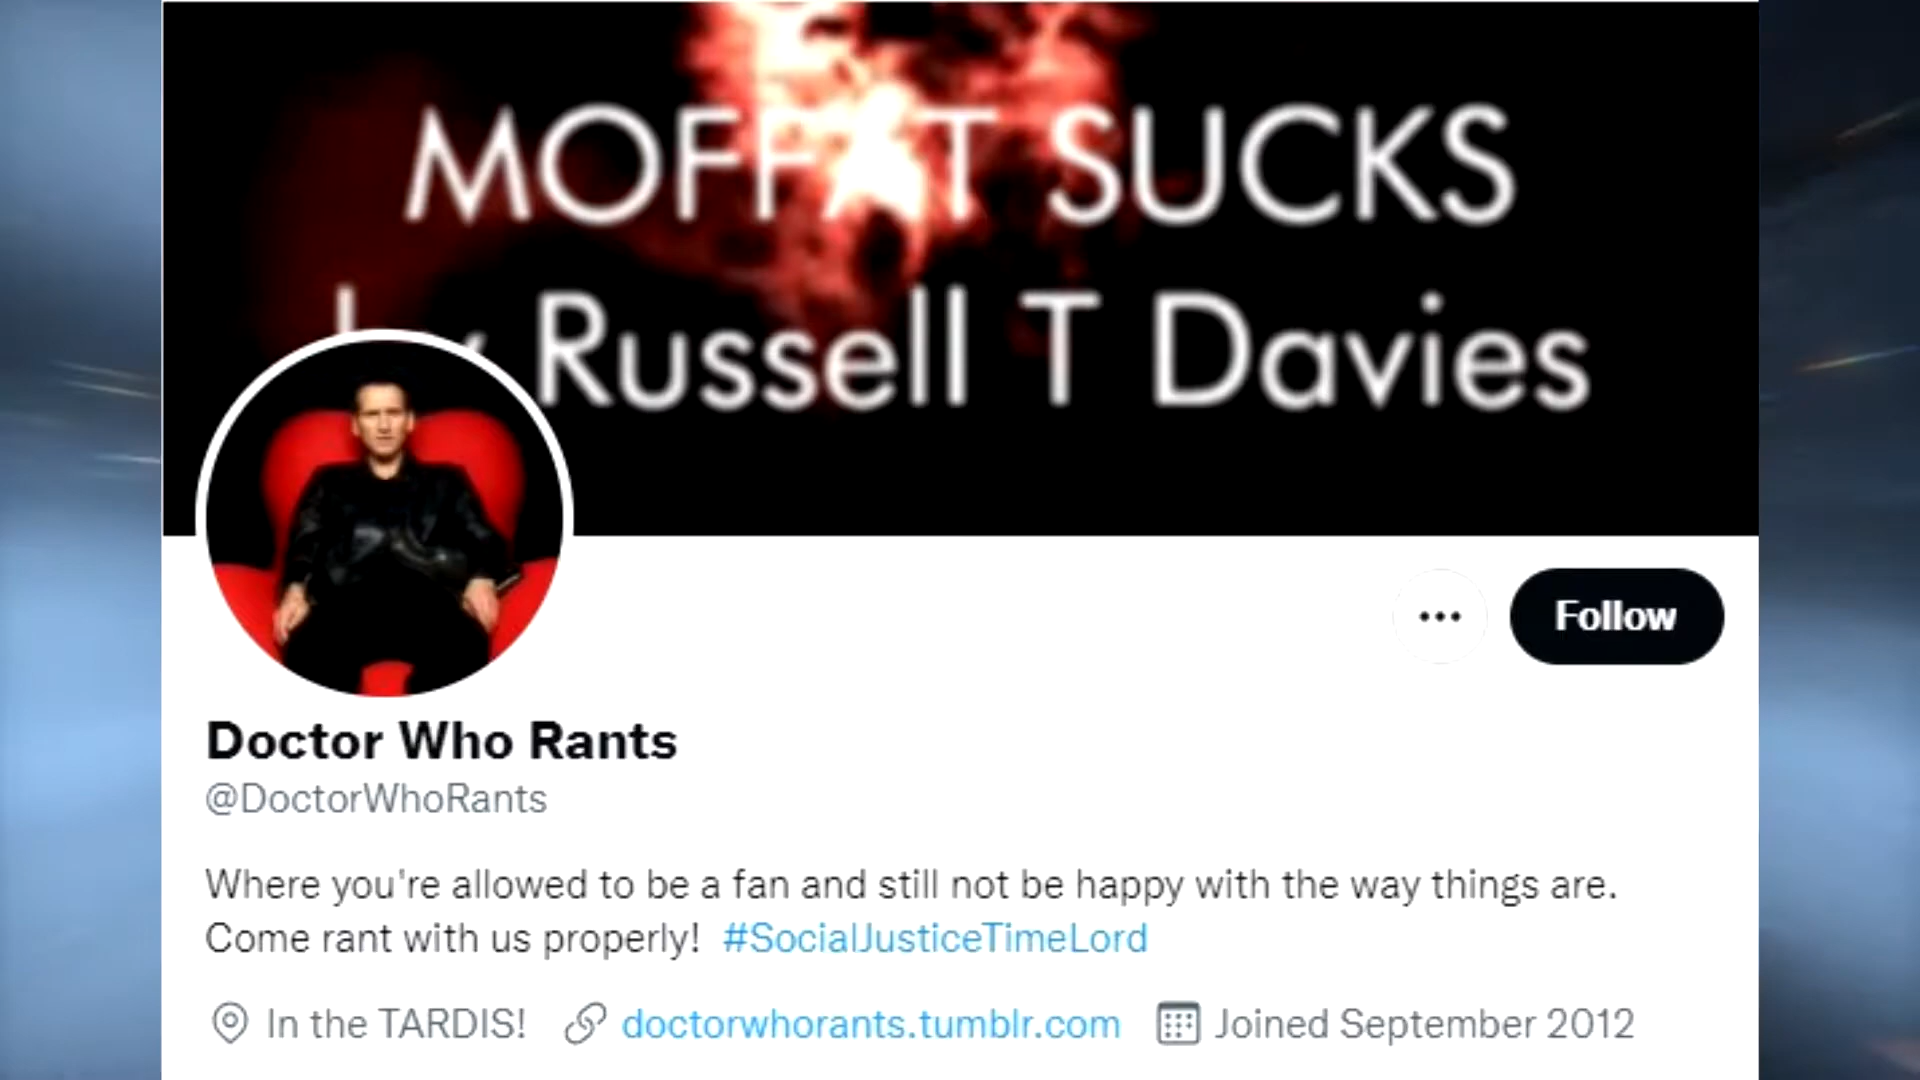 MOFFAT SUCKS
by Russell T Davies
Follow
Doctor Who Rants
@DoctorWhoRants
Where you're allowed to be a fan and still not be happy with the way things are.
Come rant with us properly! #SocialJusticeTimeLord
In the TARDIS! doctorwhorants.tumblr.com Joined September 2012